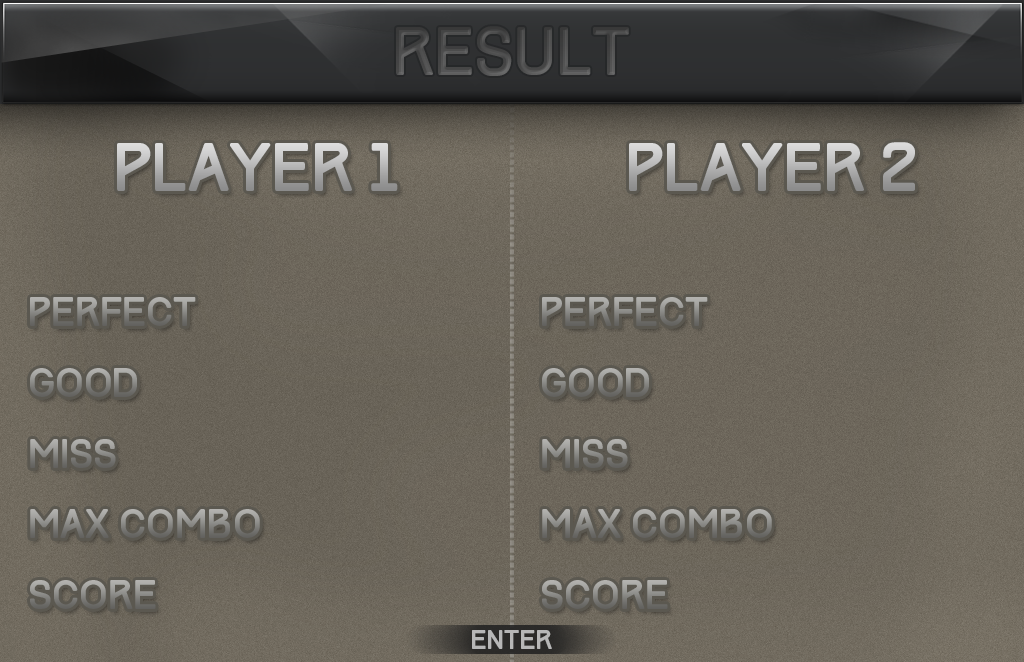 RESULT
PLAYER 1
PERFECT
GOOD
MISS
MAX COMBO
SCORE
PLAYER 2
PERFECT
GOOD
MISS
MAX COMBO
SCORE
ENTER